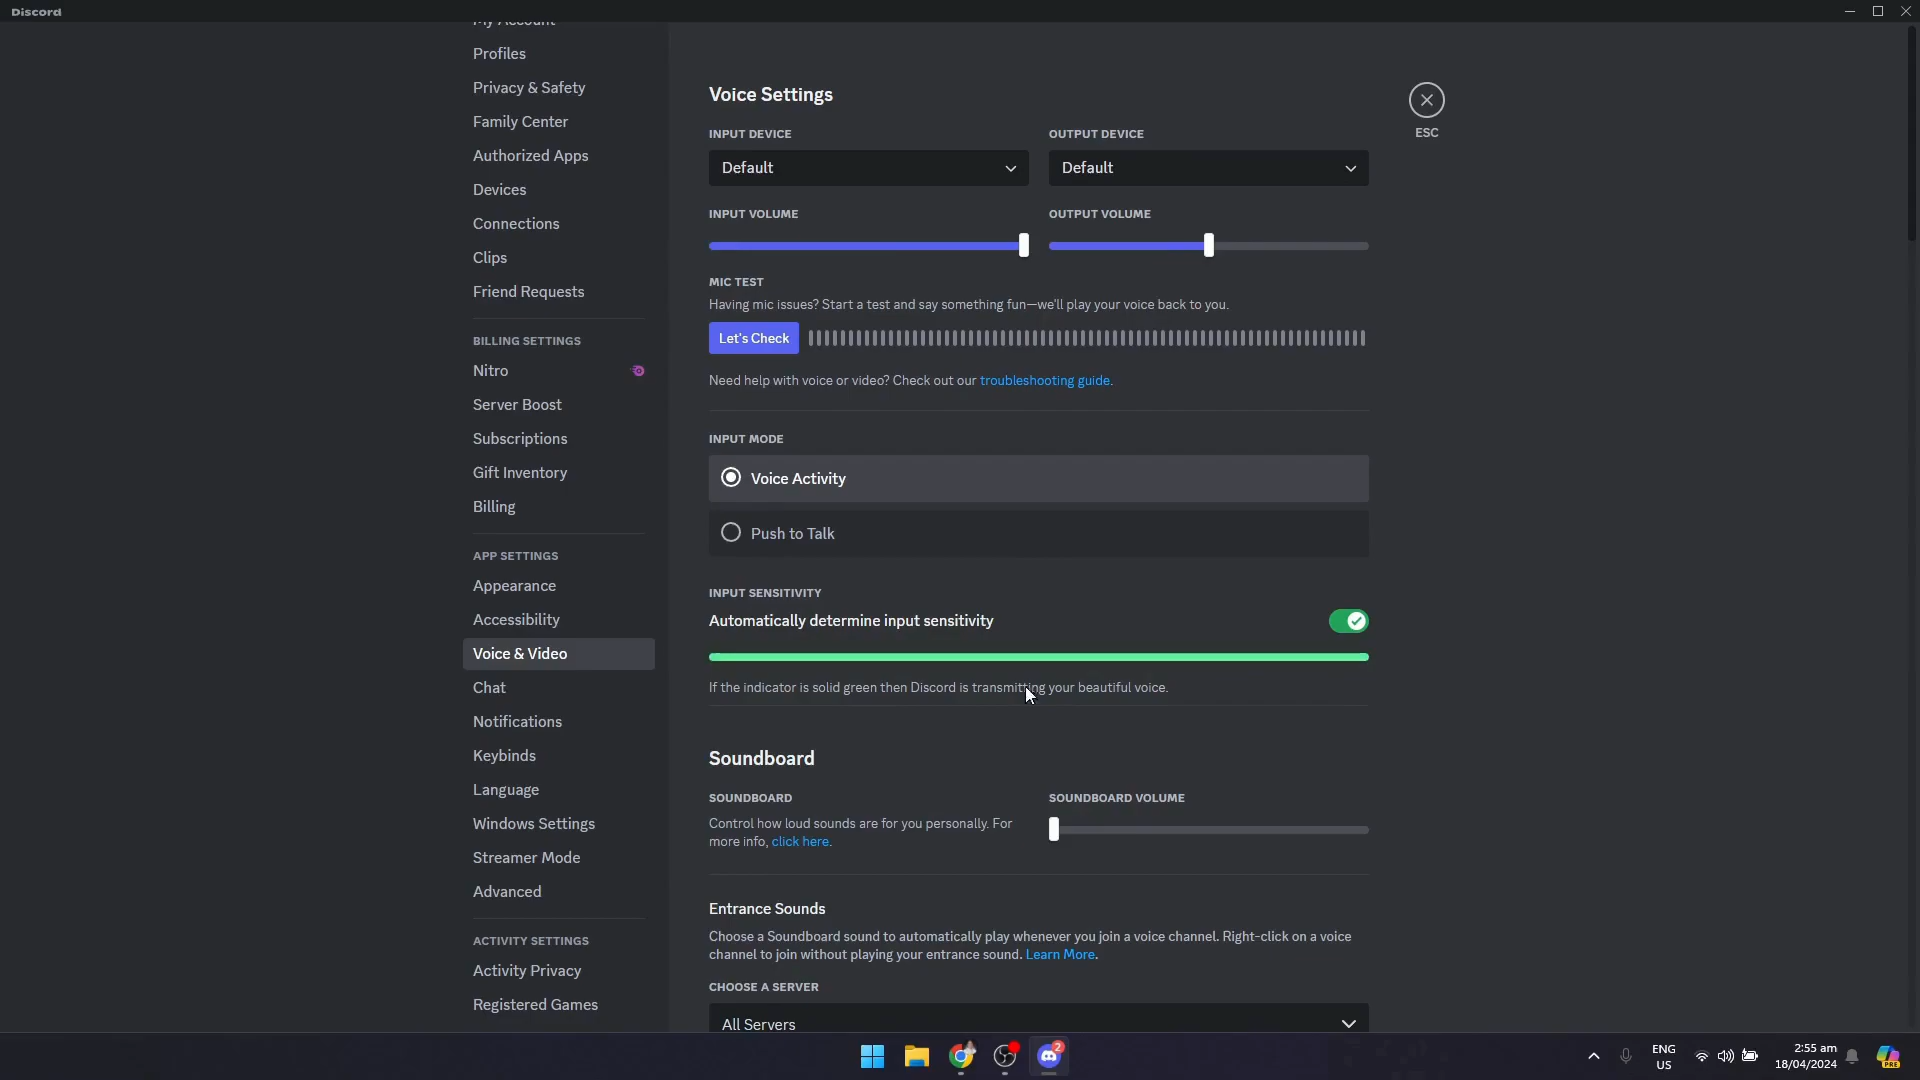 Discord
My Account
Profiles
Privacy & Safety
Family Center
Authorized Apps
Devices
Connections
Clips
Friend Requests
BILLING SETTINGS
Nitro
Server Boost
Subscriptions
Gift Inventory
Billing
APP SETTINGS
Appearance
Accessibility
Voice & Video
Chat
Notifications
Keybinds
Language
Windows Settings
Streamer Mode
Advanced
ACTIVITY SETTINGS
Activity Privacy
Registered Games
Voice Settings
INPUT DEVICE
Default
OUTPUT DEVICE
Default
INPUT VOLUME
OUTPUT VOLUME
MIC TEST
Having mic issues? Start a test and say something fun—we'll play your voice back to you.
Let's Check
Need help with voice or video? Check out our troubleshooting guide.
INPUT MODE
Voice Activity
Push to Talk
INPUT SENSITIVITY
Automatically determine input sensitivity
If the indicator is solid green then Discord is transmitting your beautiful voice.
Soundboard
SOUNDBOARD
Control how loud sounds are for you personally. For
more info, click here.
SOUNDBOARD VOLUME
Entrance Sounds
Choose a Soundboard sound to automatically play whenever you join a voice channel. Right-click on a voice
channel to join without playing your entrance sound. Learn More.
CHOOSE A SERVER
All Servers
ESC
2
ENG
US
2:55 am
18/04/2024
PRE